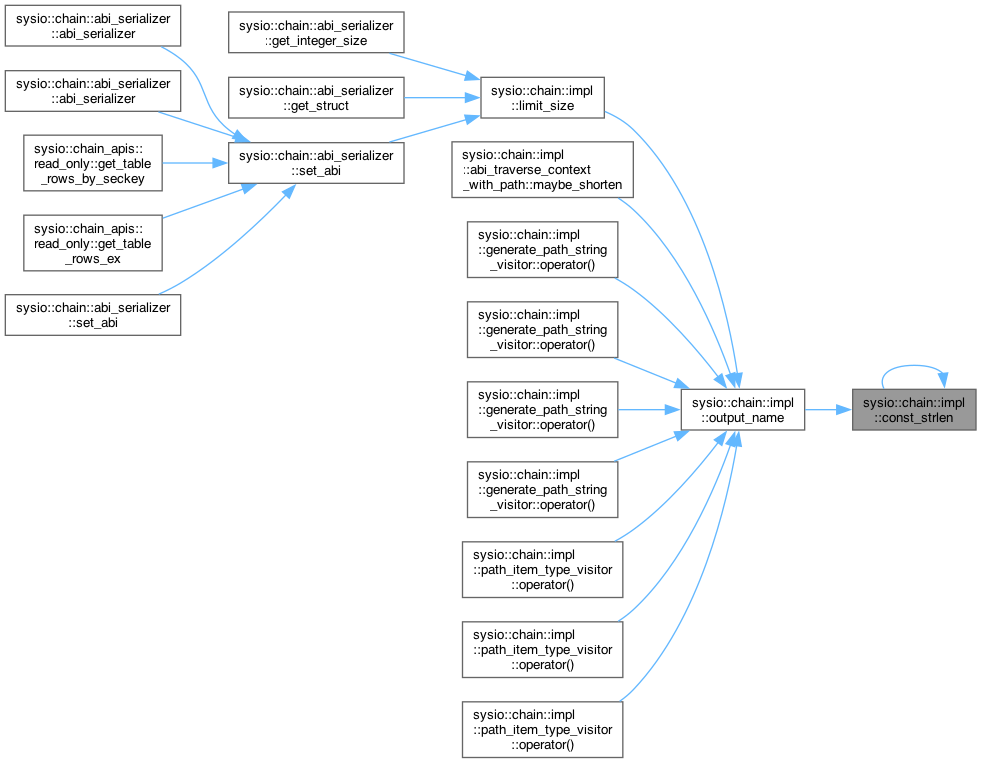 sysio::chain::abi_serializer
::abi_serializer
sysio::chain::abi_serializer
::abi_serializer
sysio::chain_apis::
read_only::get_table
_rows_by_seckey
sysio::chain_apis::
read_only::get_table
_rows_ex
sysio::chain::abi_serializer
::set_abi
sysio::chain::abi_serializer
::get_integer_size
sysio::chain::abi_serializer
::get_struct
sysio::chain::abi_serializer
::set_abi
sysio::chain::impl
::limit_size
sysio::chain::impl
::abi_traverse_context
_with_path::maybe_shorten
sysio::chain::impl
::generate_path_string
_visitor::operator()
sysio::chain::impl
::generate_path_string
_visitor::operator()
sysio::chain::impl
::generate_path_string
_visitor::operator()
sysio::chain::impl
::generate_path_string
_visitor::operator()
sysio::chain::impl
::path_item_type_visitor
::operator()
sysio::chain::impl
::path_item_type_visitor
::operator()
sysio::chain::impl
::path_item_type_visitor
::operator()
sysio::chain::impl
::output_name
sysio::chain::impl
::const_strlen